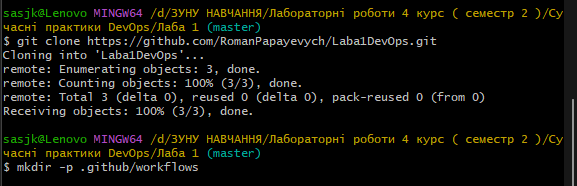 sasjk@Lenovo MINGW64 /d/ЗУНУ НАВЧАННЯ/Лабораторні роботи 4 курс ( семестр 2 )/Су
часні практики DevOps/Лаба 1 (master)
$ git clone https://github.com/RomanPapayevych/Laba1DevOps.git
Cloning into 'Laba1DevOps'...
remote: Enumerating objects: 3, done.
remote: Counting objects: 100% (3/3), done.
remote: Total 3 (delta 0), reused 0 (delta 0), pack-reused 0 (from 0)
Receiving objects: 100% (3/3), done.
sasjk@Lenovo MINGW64 /d/ЗУНУ НАВЧАННЯ/Лабораторні роботи 4 курс ( семестр 2 )/Су
часні практики DevOps/Лаба 1 (master)
$ mkdir -p .github/workflows